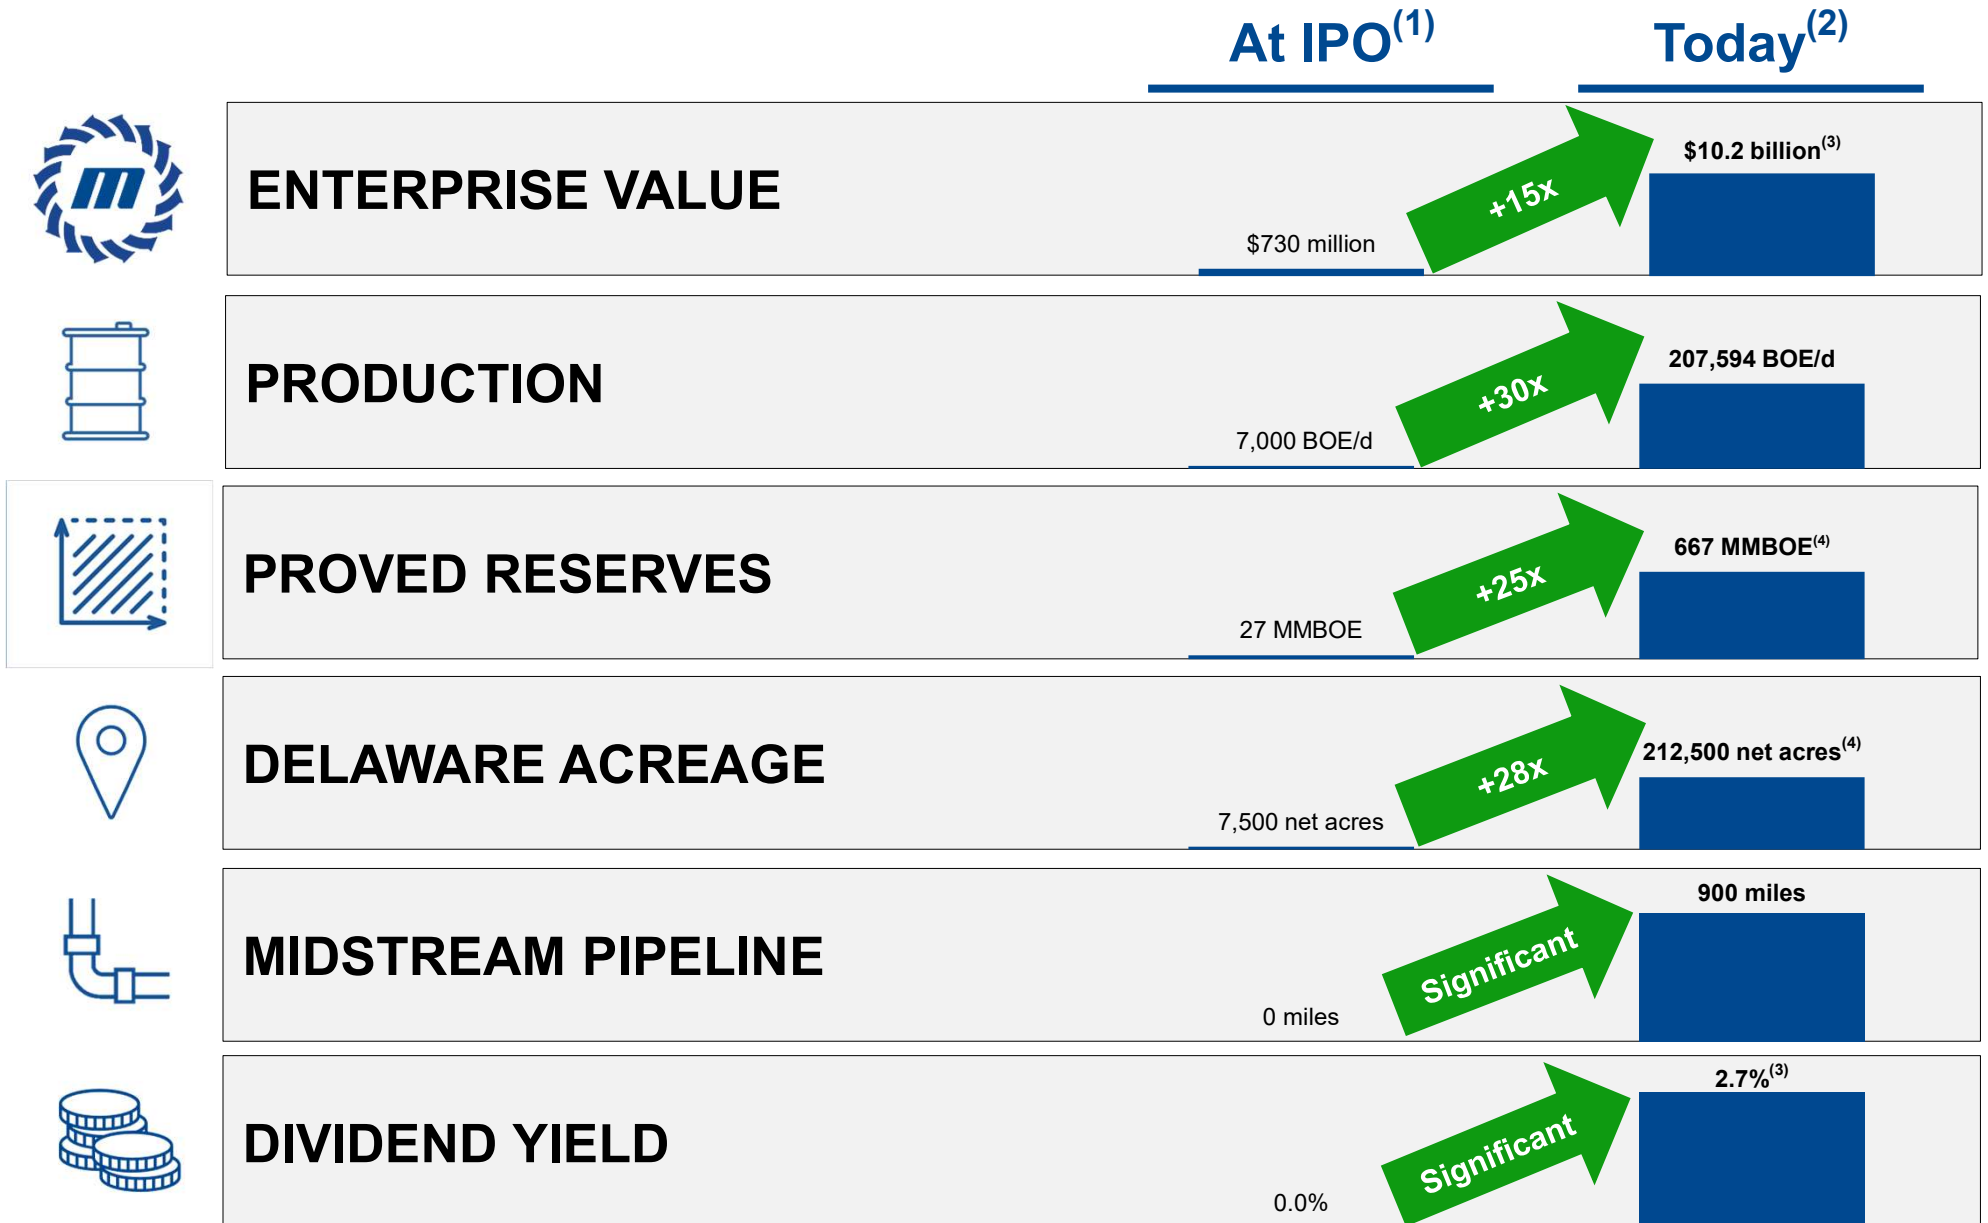 At IPO(1) Today(2)
ENTERPRISE VALUE
$730 million
+15x
$10.2 billion(3)
PRODUCTION
7,000 BOE/d
+30x
207,594 BOE/d
PROVED RESERVES
27 MMBOE
+25x
667 MMBOE(4)
DELAWARE ACREAGE
7,500 net acres
+28x
212,500 net acres(4)
MIDSTREAM PIPELINE
0 miles
Significant
900 miles
DIVIDEND YIELD
0.0%
Significant
2.7%(3)
m